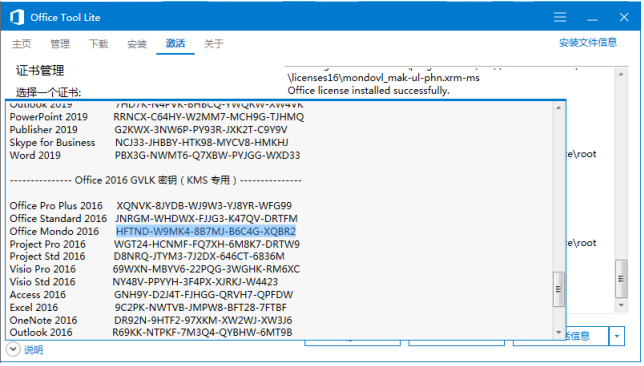 Office Tool Lite
主页 管理 下载 安装 激活 关于 安装文件信息
证书管理
\licenses16\mondovl_mak-ul-phn.xrm-ms
选择一个证书:
Office license installed successfully.
Outlook 2019 7HD7K-N4PVK-BHBCQ-YWQRW-XW4VK
PowerPoint 2019 RRNCX-C64HY-W2MM7-MCH9G-TJHMQ
Publisher 2019 G2KWX-3NW6P-PY93R-JXK2T-C9Y9V
Skype for Business NCJ33-JHBBY-HTK98-MYCV8-HMKHJ
Word 2019 PBX3G-NWMT6-Q7XBW-PYJGG-WXD33
e\root
--------------- Office 2016 GVLK 密钥 ( KMS 专用 ) ---------------
Office Pro Plus 2016 XQNVK-8JYDB-WJ9W3-YJ8YR-WFG99
Office Standard 2016 JNRGM-WHDWX-FJJG3-K47QV-DRTFM
Office Mondo 2016 HFTND-W9MK4-8B7MJ-B6C4G-XQBR2
Project Pro 2016 WGT24-HCNMF-FQ7XH-6M8K7-DRTW9
e\root
Project Std 2016 D8NRQ-JTYM3-7J2DX-646CT-6836M
Visio Pro 2016 69WXN-MBYV6-22PQG-3WGHK-RM6XC
Visio Std 2016 NY48V-PPYYH-3F4PX-XJRKJ-W4423
Access 2016 GNH9Y-D2J4T-FJHGG-QRVH7-QPFDW
Excel 2016 9C2PK-NWTVB-JMPW8-BFT28-7FTBF
OneNote 2016 DR92N-9HTF2-97XKM-XW2WJ-XW3J6
Outlook 2016 R69KK-NTPKF-7M3Q4-QYBHW-6MT9B
活信息
说明